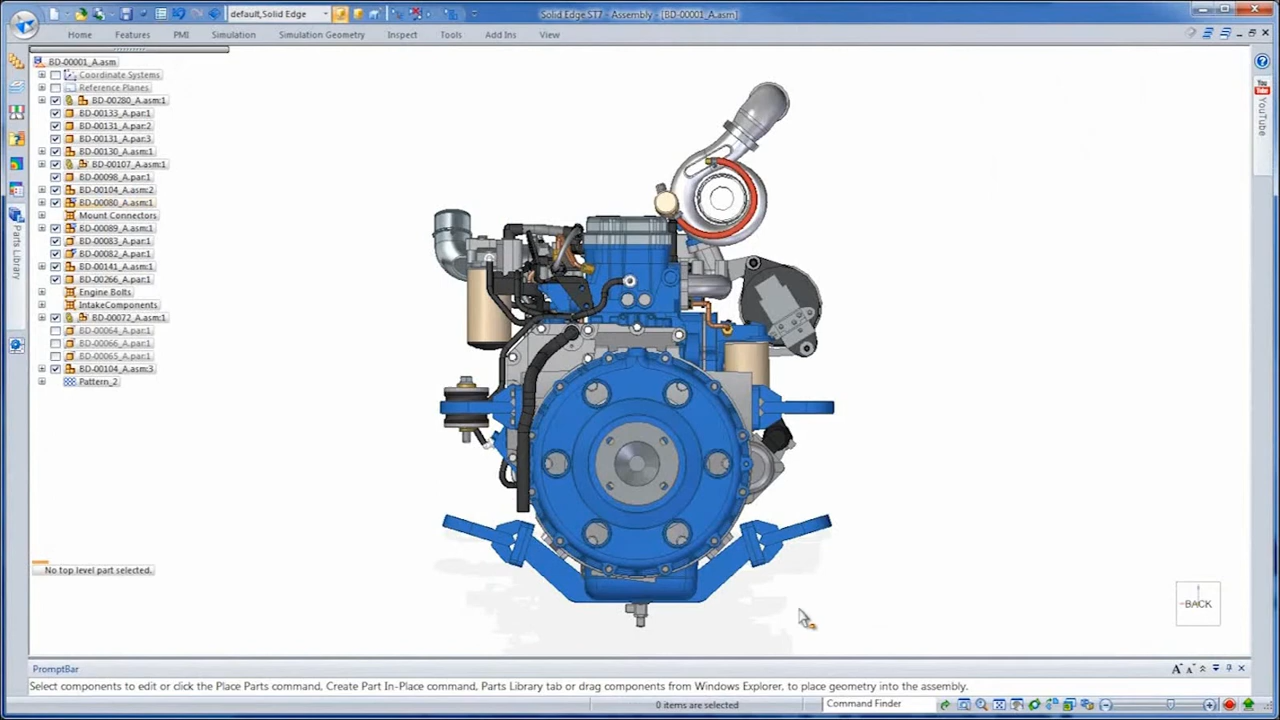 default,Solid Edge
Solid Edge ST7 - Assembly - [BD-00001_A.asm]
Home Features PMI Simulation Simulation Geometry Inspect Tools Add Ins View
BD-00001_A.asm
Coordinate Systems
Reference Planes
BD-00280_A.asm:1
BD-00133_A.par:1
BD-00131_A.par:2
BD-00131_A.par:3
BD-00130_A.asm:1
BD-00107_A.asm:1
BD-00098_A.par:1
BD-00104_A.asm:2
BD-00080_A.asm:1
Mount Connectors
BD-00089_A.asm:1
BD-00083_A.par:1
BD-00082_A.par:1
BD-00141_A.asm:1
BD-00266_A.par:1
Engine Bolts
IntakeComponents
BD-00072_A.asm:1
BD-00064_A.par:1
BD-00066_A.par:1
BD-00065_A.par:1
BD-00104_A.asm:3
Pattern_2
Parts Library
You
Tube
YouTube
No top level part selected.
BACK
PromptBar
Select components to edit or click the Place Parts command, Create Part In-Place command, Parts Library tab or drag components from Windows Explorer, to place geometry into the assembly.
0 items are selected
Command Finder